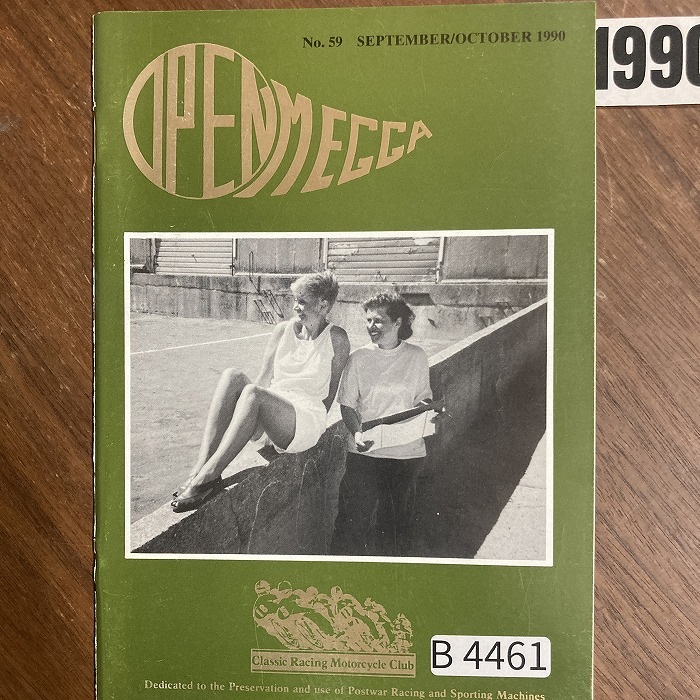 No. 59 SEPTEMBER/OCTOBER 1990
1990
OPENMEGGA
Classic Racing Motorcycle Club
B 4461
Dedicated to the Preservation and use of Postwar Racing and Sporting Machines